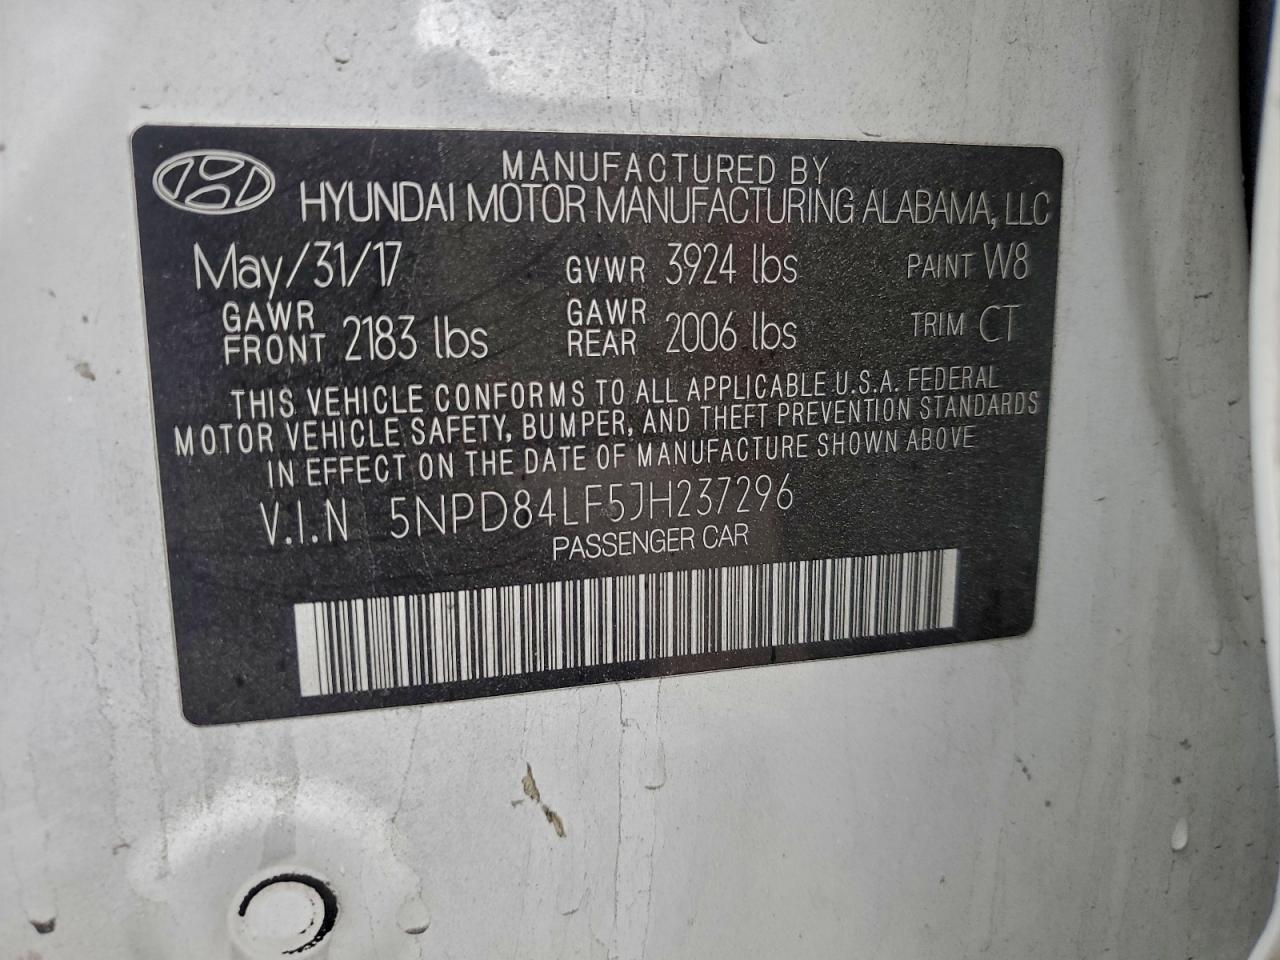 MANUFACTURED BY
HYUNDAI MOTOR MANUFACTURING ALABAMA, LLC
May/31/17 GVWR 3924 lbs PAINT W8
GAWR FRONT 2183 lbs GAWR REAR 2006 lbs TRIM CT
THIS VEHICLE CONFORMS TO ALL APPLICABLE U.S.A. FEDERAL
MOTOR VEHICLE SAFETY, BUMPER, AND THEFT PREVENTION STANDARDS
IN EFFECT ON THE DATE OF MANUFACTURE SHOWN ABOVE
V.I.N 5NPD84LF5JH237296
PASSENGER CAR